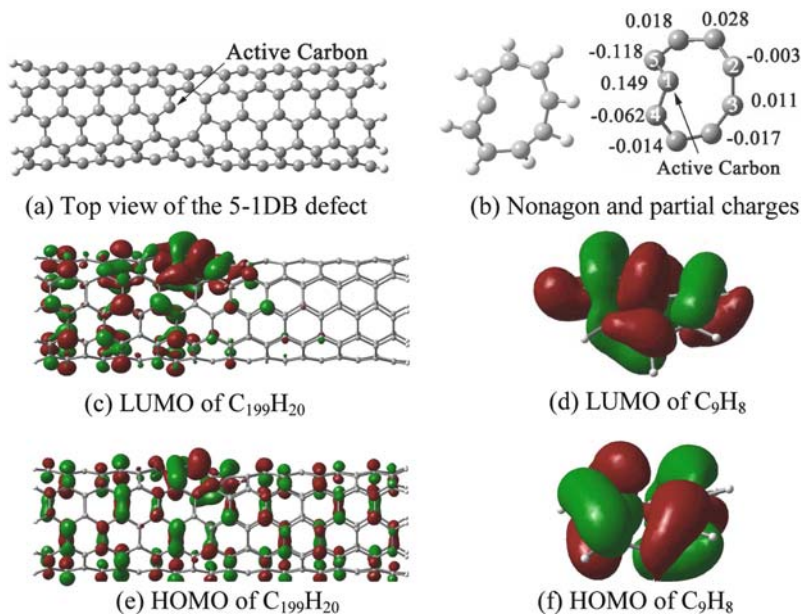 Active Carbon
0.018 0.028
-0.118 5 2 -0.003
0.149 1
3 0.011
-0.062 4
-0.014 -0.017
Active Carbon
(a) Top view of the 5-1DB defect
(b) Nonagon and partial charges
(c) LUMO of C₁₉₉H₂₀
(d) LUMO of C₉H₈
(e) HOMO of C₁₉₉H₂₀
(f) HOMO of C₉H₈